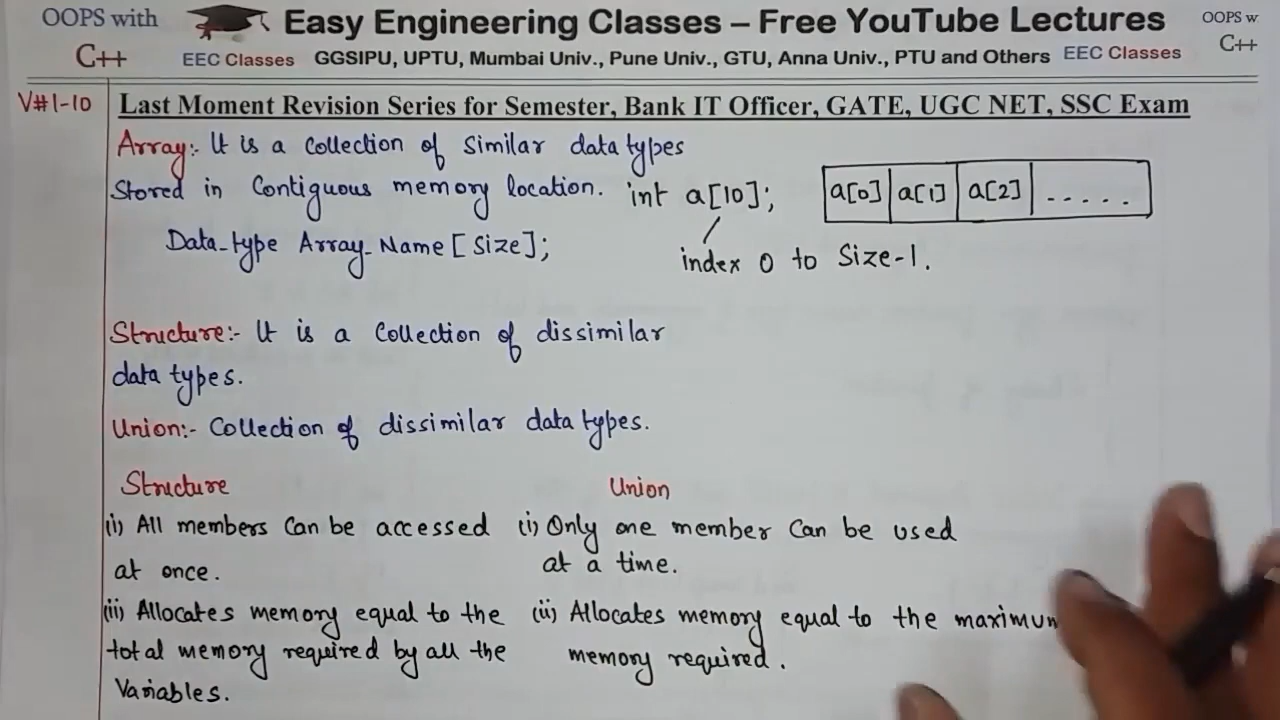 OOPS with
C++
Easy Engineering Classes – Free YouTube Lectures
EEC Classes GGSIPU, UPTU, Mumbai Univ., Pune Univ., GTU, Anna Univ., PTU and Others EEC Classes
OOPS w
C++
V#1-10
Last Moment Revision Series for Semester, Bank IT Officer, GATE, UGC NET, SSC Exam
Array:- It is a collection of similar data types
Stored in Contiguous memory location.
int a[10];
a[0] a[1] a[2] .....
Data-type Array-Name [Size];
index 0 to Size-1.
Structure:- It is a Collection of dissimilar
data types.
Union:- Collection of dissimilar data types.
Structure
(i) All members Can be accessed
at once.
(ii) Allocates memory equal to the
total memory required by all the
Variables.
Union
(i) Only one member Can be used
at a time.
(ii) Allocates memory equal to the maximum
memory required.